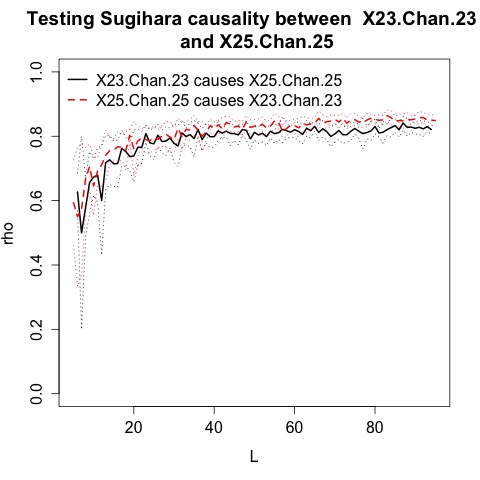 Testing Sugihara causality between X23.Chan.23
and X25.Chan.25
X23.Chan.23 causes X25.Chan.25
X25.Chan.25 causes X23.Chan.23
rho
1.0
0.8
0.6
0.4
0.2
0.0
20 40 60 80
L